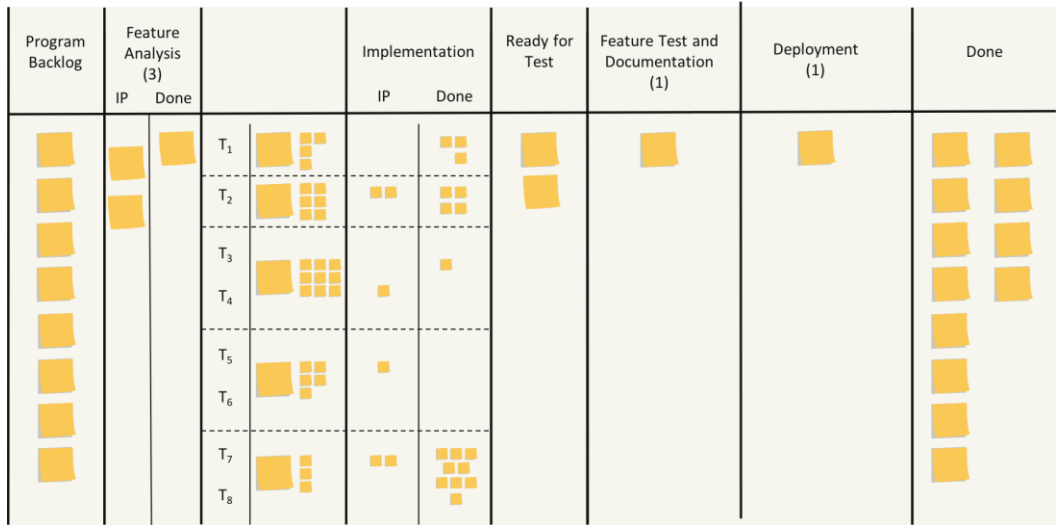 Program
Backlog
Feature
Analysis
(3)
IP Done
Implementation
IP Done
Ready for
Test
Feature Test and
Documentation
(1)
Deployment
(1)
Done
T1
T2
T3
T4
T5
T6
T7
T8